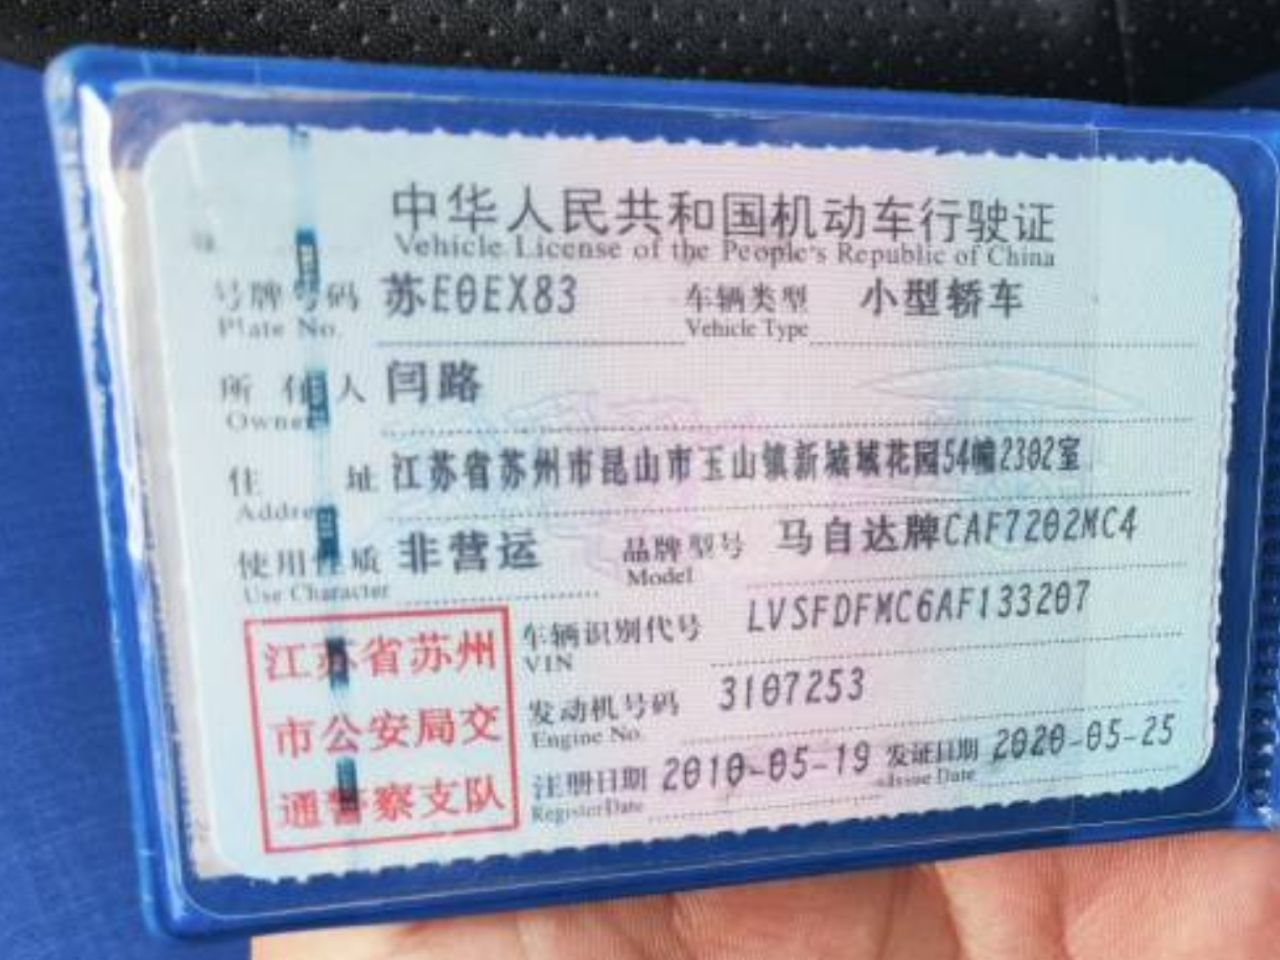 中华人民共和国机动车行驶证
Vehicle License of the People's Republic of China
号牌号码 苏E0EX83 车辆类型 小型轿车
Plate No. Vehicle Type
所有人 闫路
Owner
住址 江苏省苏州市昆山市玉山镇新城域花园54幢2302室
Address
使用性质 非营运 品牌型号 马自达牌CAF7202MC4
Use Character Model
江苏省苏州
市公安局交
通警察支队
车辆识别代号 LVSFDFMC6AF133207
VIN
发动机号码 3107253
Engine No.
注册日期 2010-05-19 发证日期 2020-05-25
Register Date Issue Date